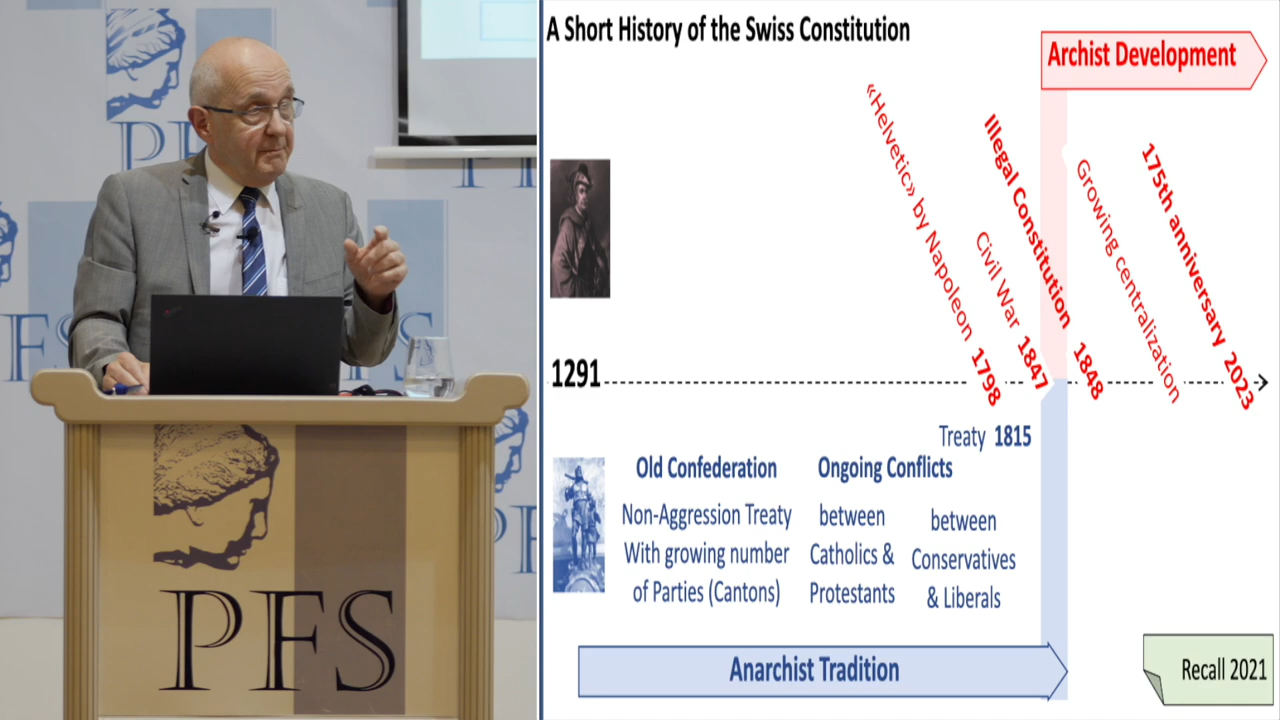 PFS
PFS
A Short History of the Swiss Constitution
Archist Development
«Helvetic» by Napoleon 1798
Civil War 1847
Illegal Constitution 1848
Growing centralization
175th anniversary 2023
1291
Treaty 1815
Old Confederation
Non-Aggression Treaty
With growing number
of Parties (Cantons)
Ongoing Conflicts
between
Catholics &
Protestants
between
Conservatives
& Liberals
Anarchist Tradition
Recall 2021